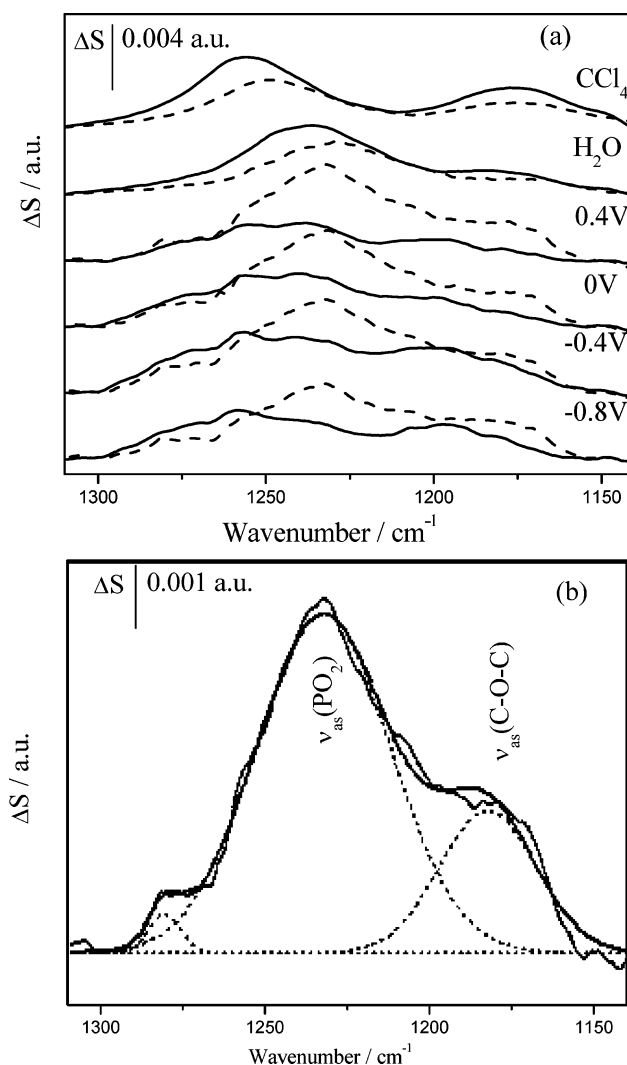 ΔS 0.004 a.u. (a)
CCl₄
H₂O
0.4V
0V
-0.4V
-0.8V
ΔS / a.u.
1300 1250 1200 1150
Wavenumber / cm⁻¹
ΔS 0.001 a.u. (b)
νas(PO₂)
νas(C-O-C)
ΔS / a.u.
1300 1250 1200 1150
Wavenumber / cm⁻¹